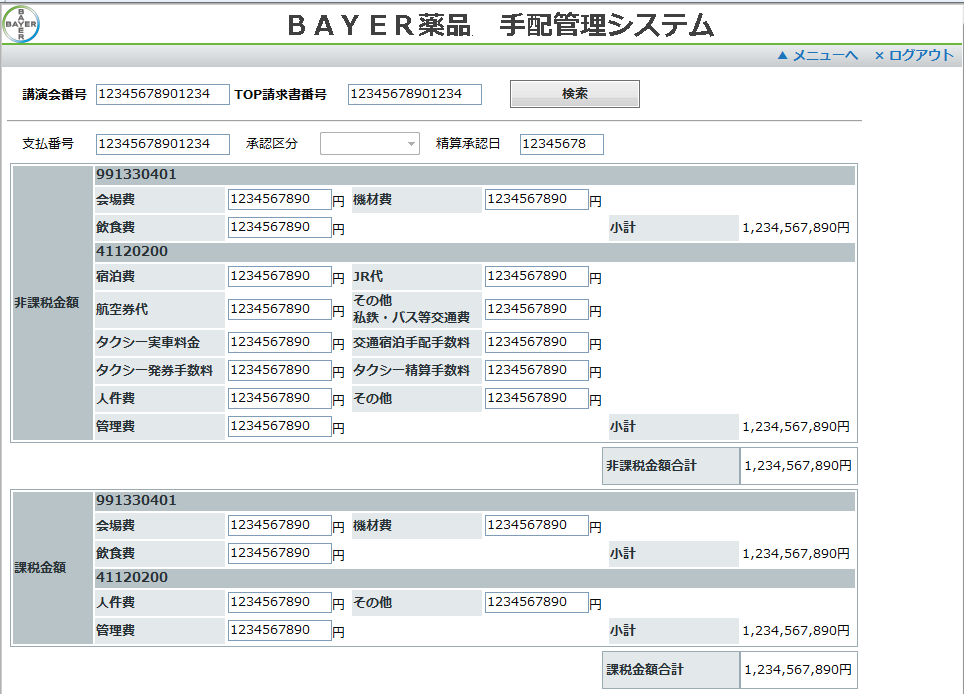 BAYER
BAYER
ＢＡＹＥＲ薬品　手配管理システム
▲ メニューへ × ログアウト
講演会番号 12345678901234 TOP請求書番号 12345678901234 検索
支払番号 12345678901234 承認区分 精算承認日 12345678
非課税金額
991330401
会場費 1234567890 円 機材費 1234567890 円
飲食費 1234567890 円 小計 1,234,567,890円
41120200
宿泊費 1234567890 円 JR代 1234567890 円
航空券代 1234567890 円 その他
私鉄・バス等交通費 1234567890 円
タクシー実車料金 1234567890 円 交通宿泊手配手数料 1234567890 円
タクシー発券手数料 1234567890 円 タクシー精算手数料 1234567890 円
人件費 1234567890 円 その他 1234567890 円
管理費 1234567890 円 小計 1,234,567,890円
非課税金額合計 1,234,567,890円
課税金額
991330401
会場費 1234567890 円 機材費 1234567890 円
飲食費 1234567890 円 小計 1,234,567,890円
41120200
人件費 1234567890 円 その他 1234567890 円
管理費 1234567890 円 小計 1,234,567,890円
課税金額合計 1,234,567,890円